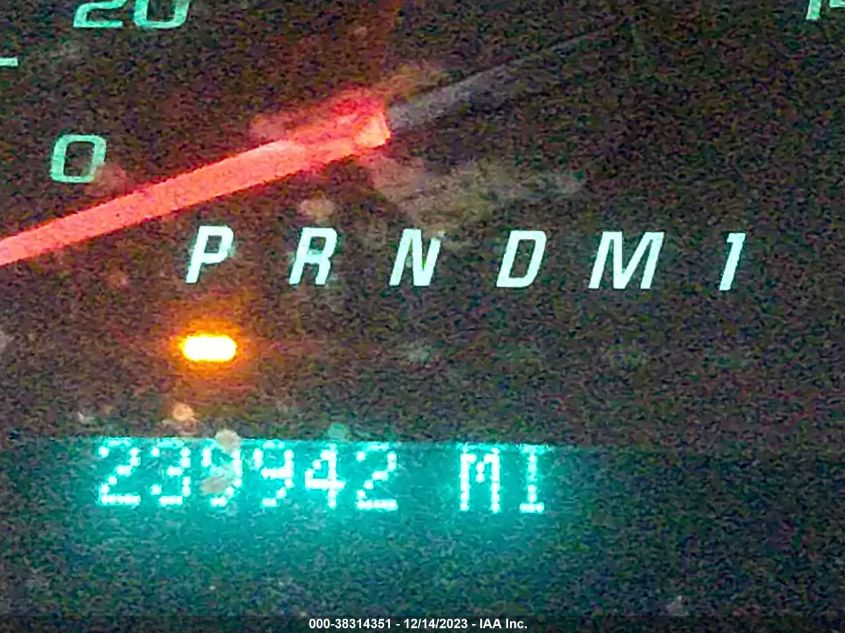 20
0
P R N D M 1
239942 MI
000-38314351 - 12/14/2023 - IAA Inc.